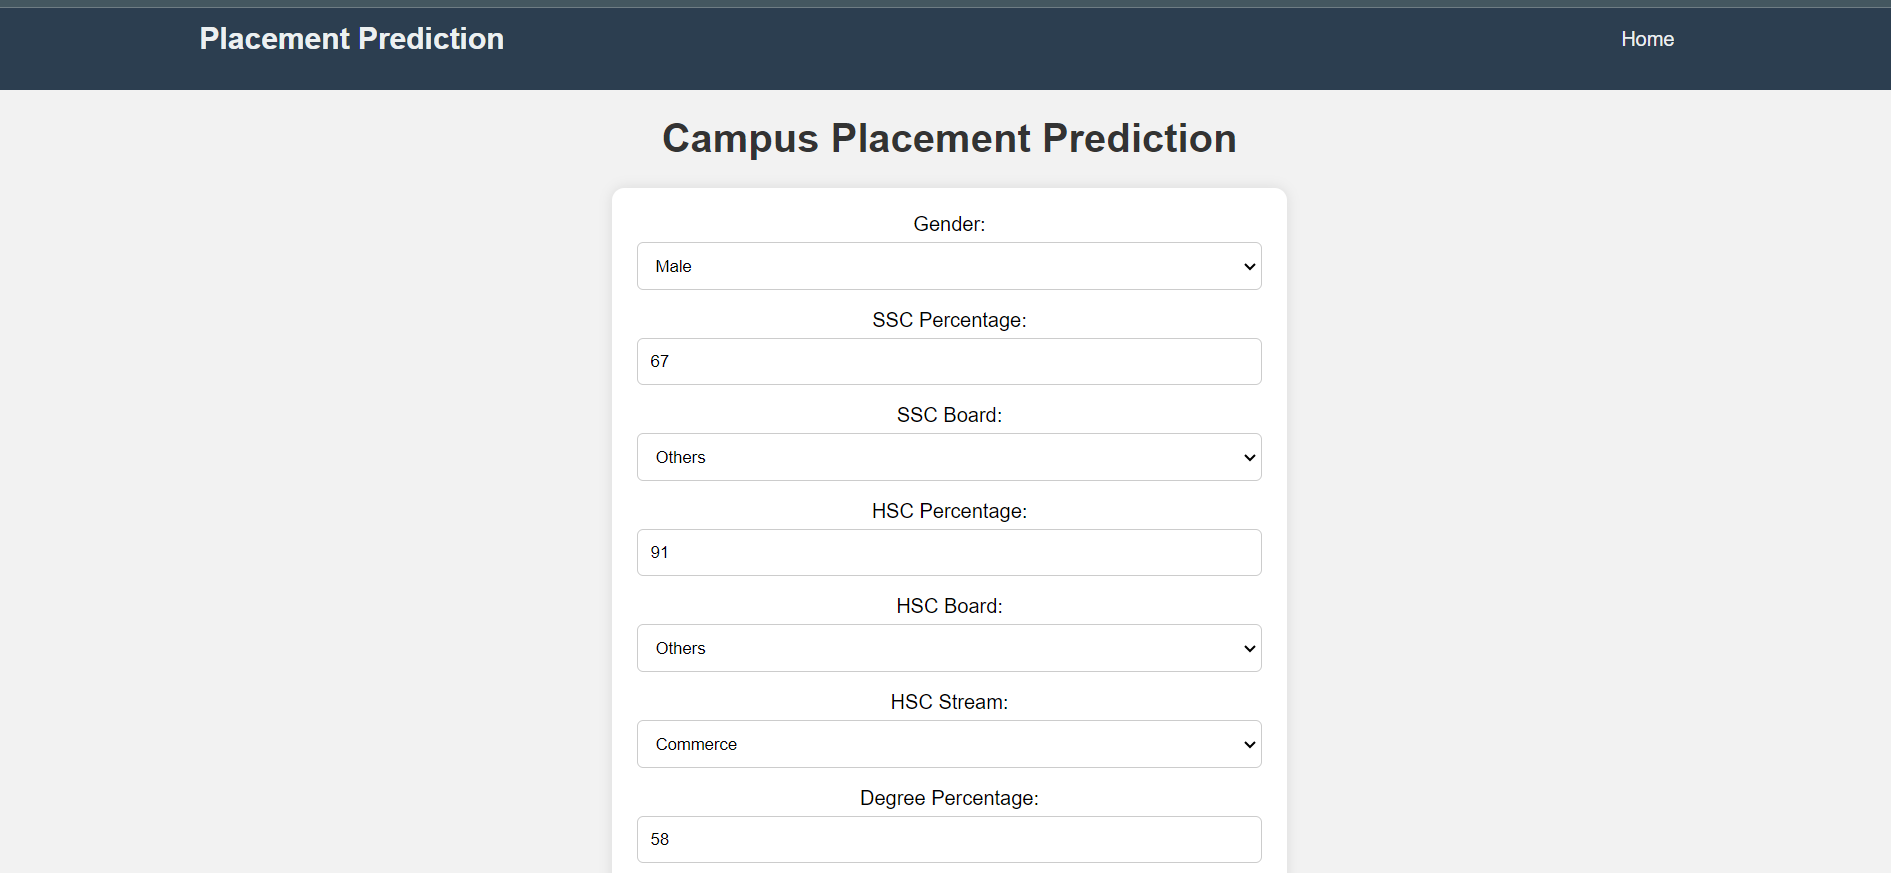 Placement Prediction
Home
Campus Placement Prediction
Gender:
Male
SSC Percentage:
67
SSC Board:
Others
HSC Percentage:
91
HSC Board:
Others
HSC Stream:
Commerce
Degree Percentage:
58